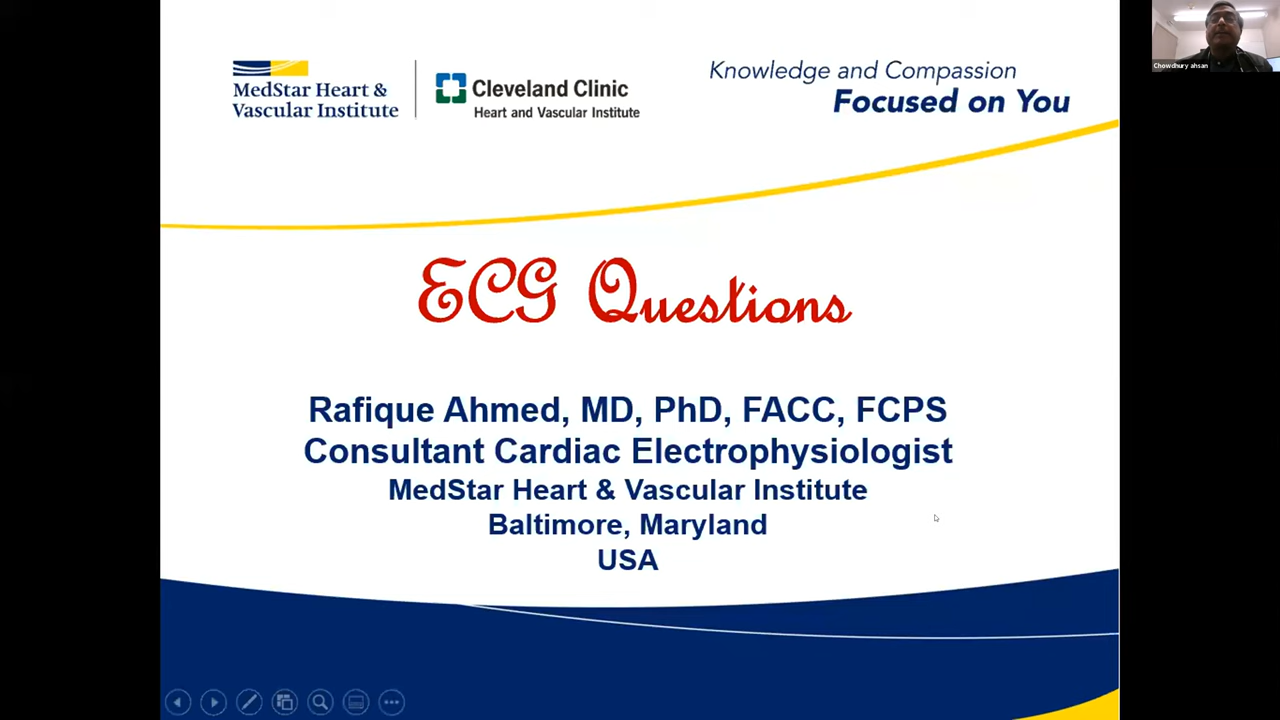 MedStar Heart &
Vascular Institute
Cleveland Clinic
Heart and Vascular Institute
Knowledge and Compassion
Focused on You
Chowdhury ahsan
ECG Questions
Rafique Ahmed, MD, PhD, FACC, FCPS
Consultant Cardiac Electrophysiologist
MedStar Heart & Vascular Institute
Baltimore, Maryland
USA